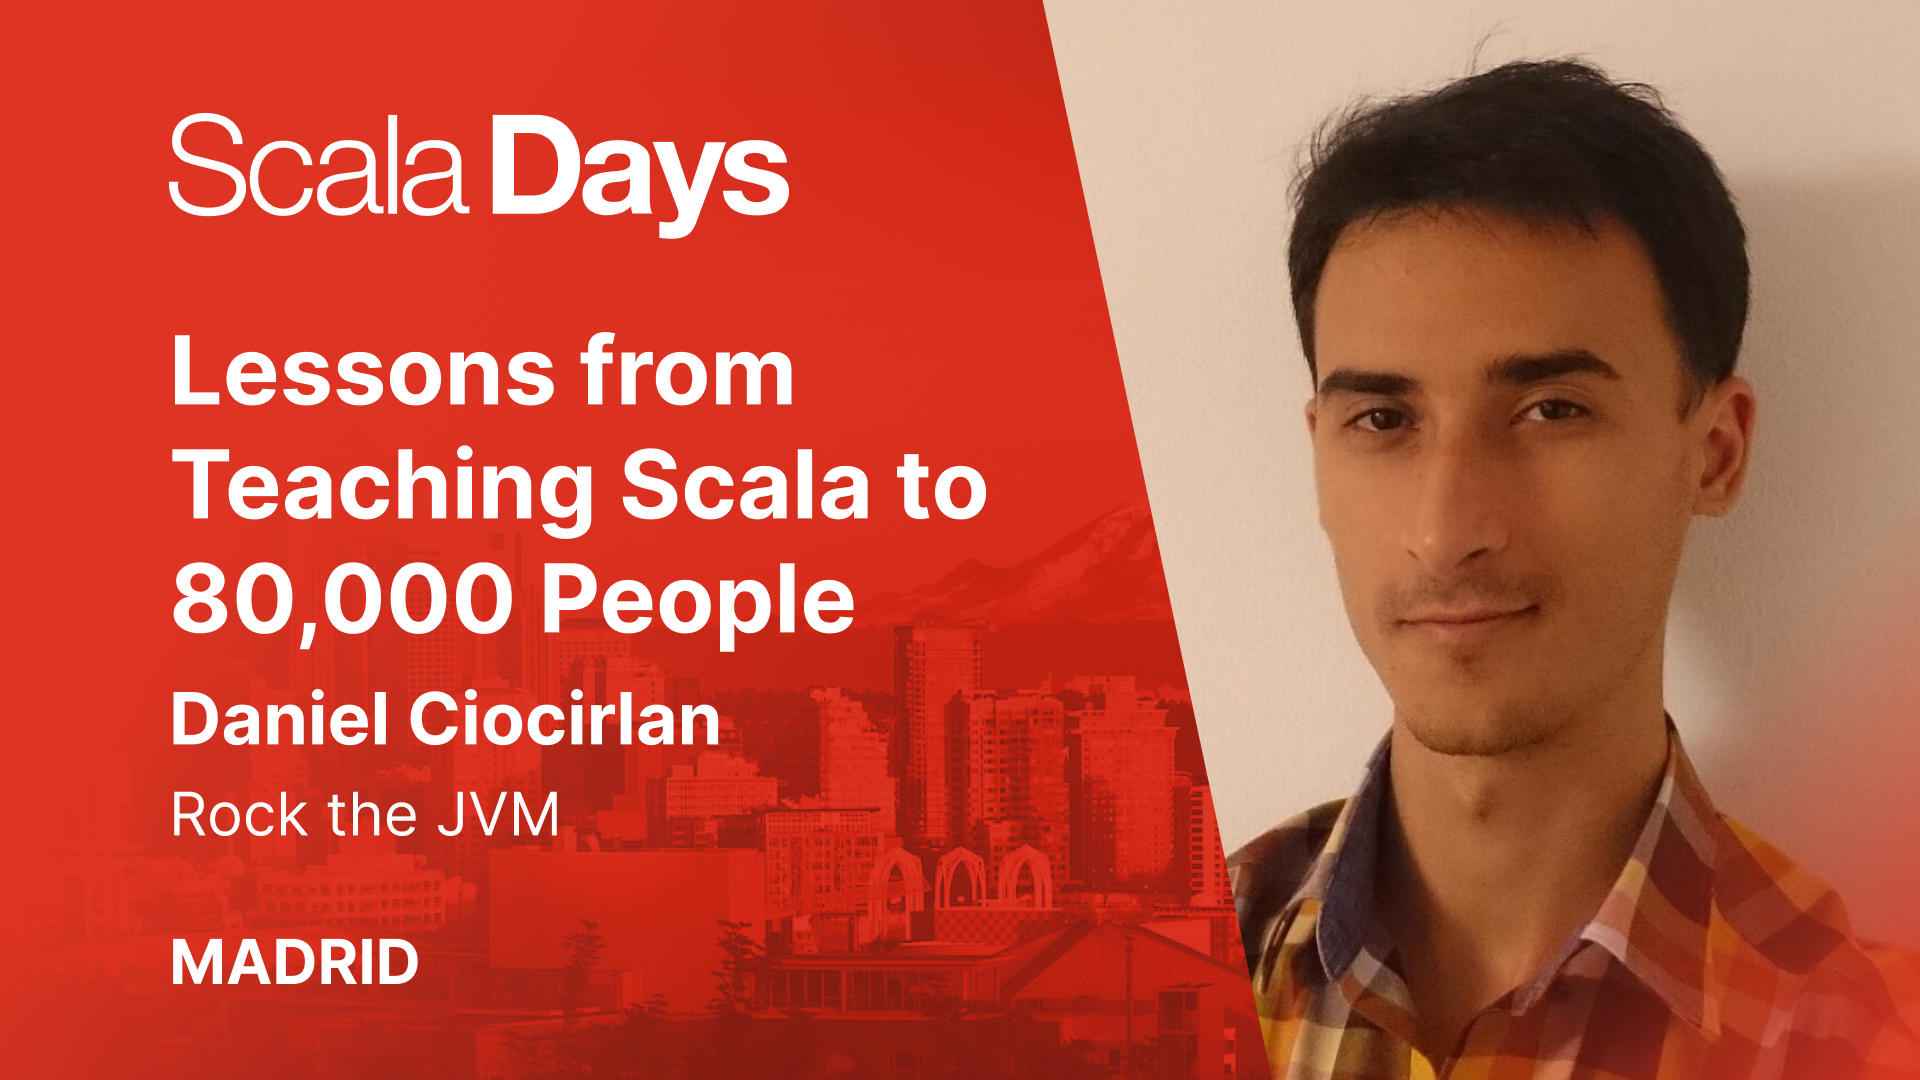 Scala Days
Lessons from
Teaching Scala to
80,000 People
Daniel Ciocirlan
Rock the JVM
MADRID